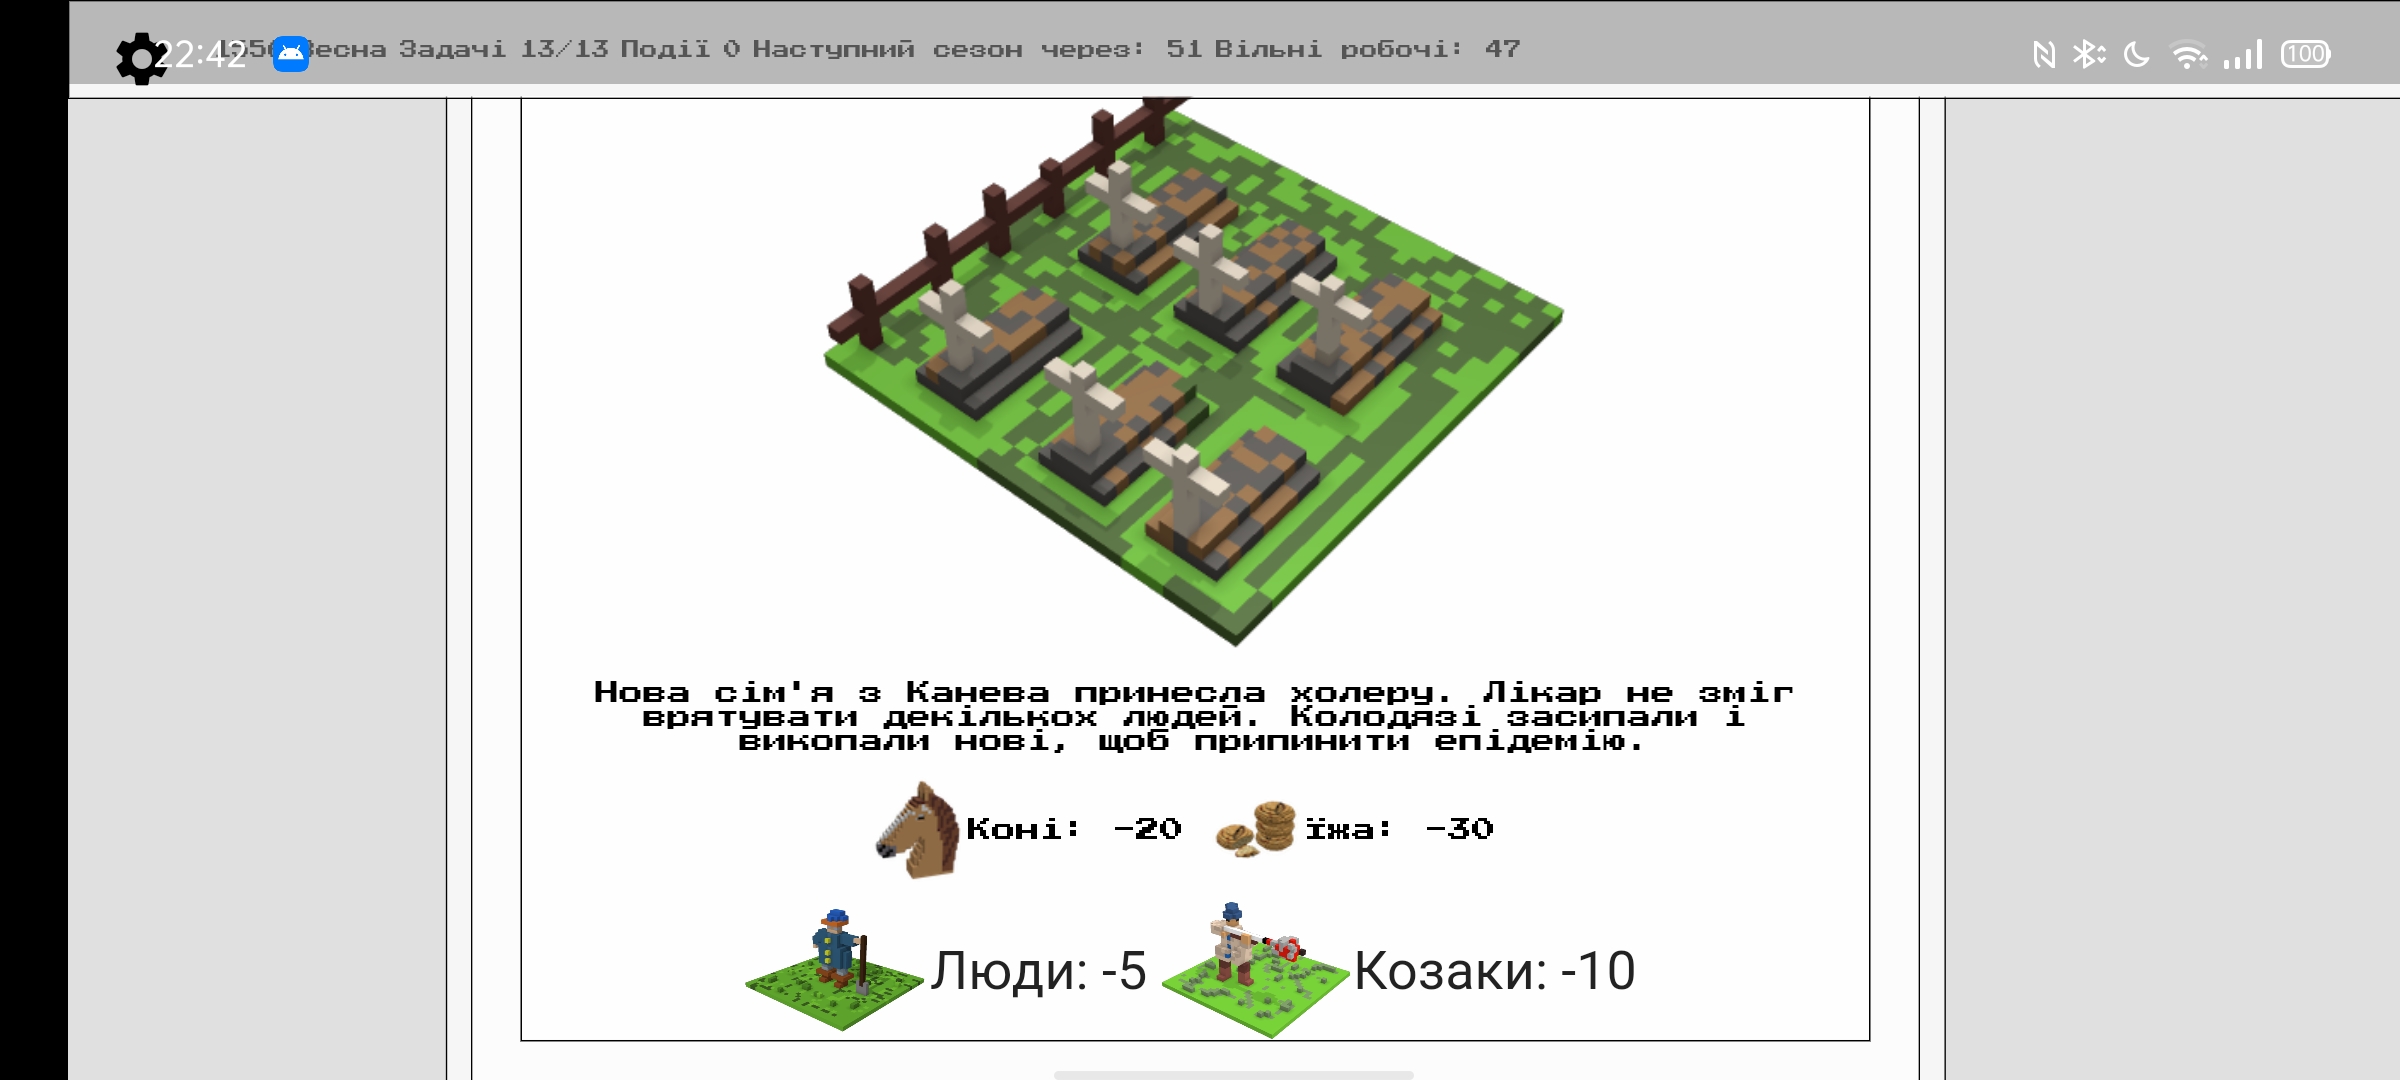 22:42 Весна Задачі 13/13 Події 0 Наступний сезон через: 51 Вільні робочі: 47 100
Нова сім'я з Канева принесла холеру. Лікар не зміг
врятувати декількох людей. Колодязі засипали і
викопали нові, щоб припинити епідемію.
Коні: -20 їжа: -30
Люди: -5 Козаки: -10